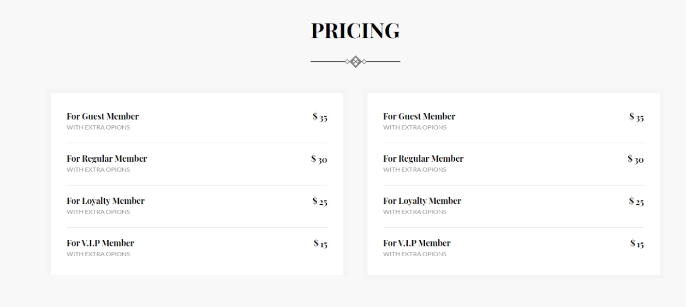 PRICING
For Guest Member $ 35
WITH EXTRA OPIONS
For Regular Member $ 30
WITH EXTRA OPIONS
For Loyalty Member $ 25
WITH EXTRA OPIONS
For V.I.P Member $ 15
WITH EXTRA OPIONS
For Guest Member $ 35
WITH EXTRA OPIONS
For Regular Member $ 30
WITH EXTRA OPIONS
For Loyalty Member $ 25
WITH EXTRA OPIONS
For V.I.P Member $ 15
WITH EXTRA OPIONS